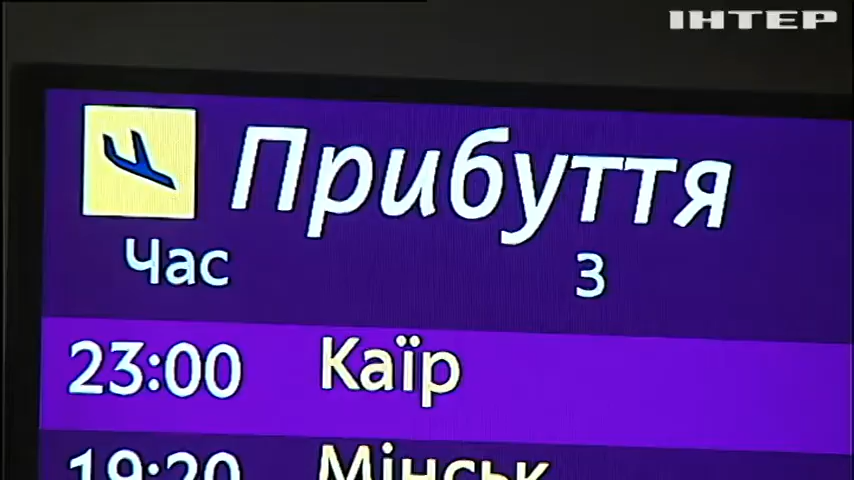 ІНТЕР
Прибуття
Час З
23:00 Каїр
19:20 Мінськ